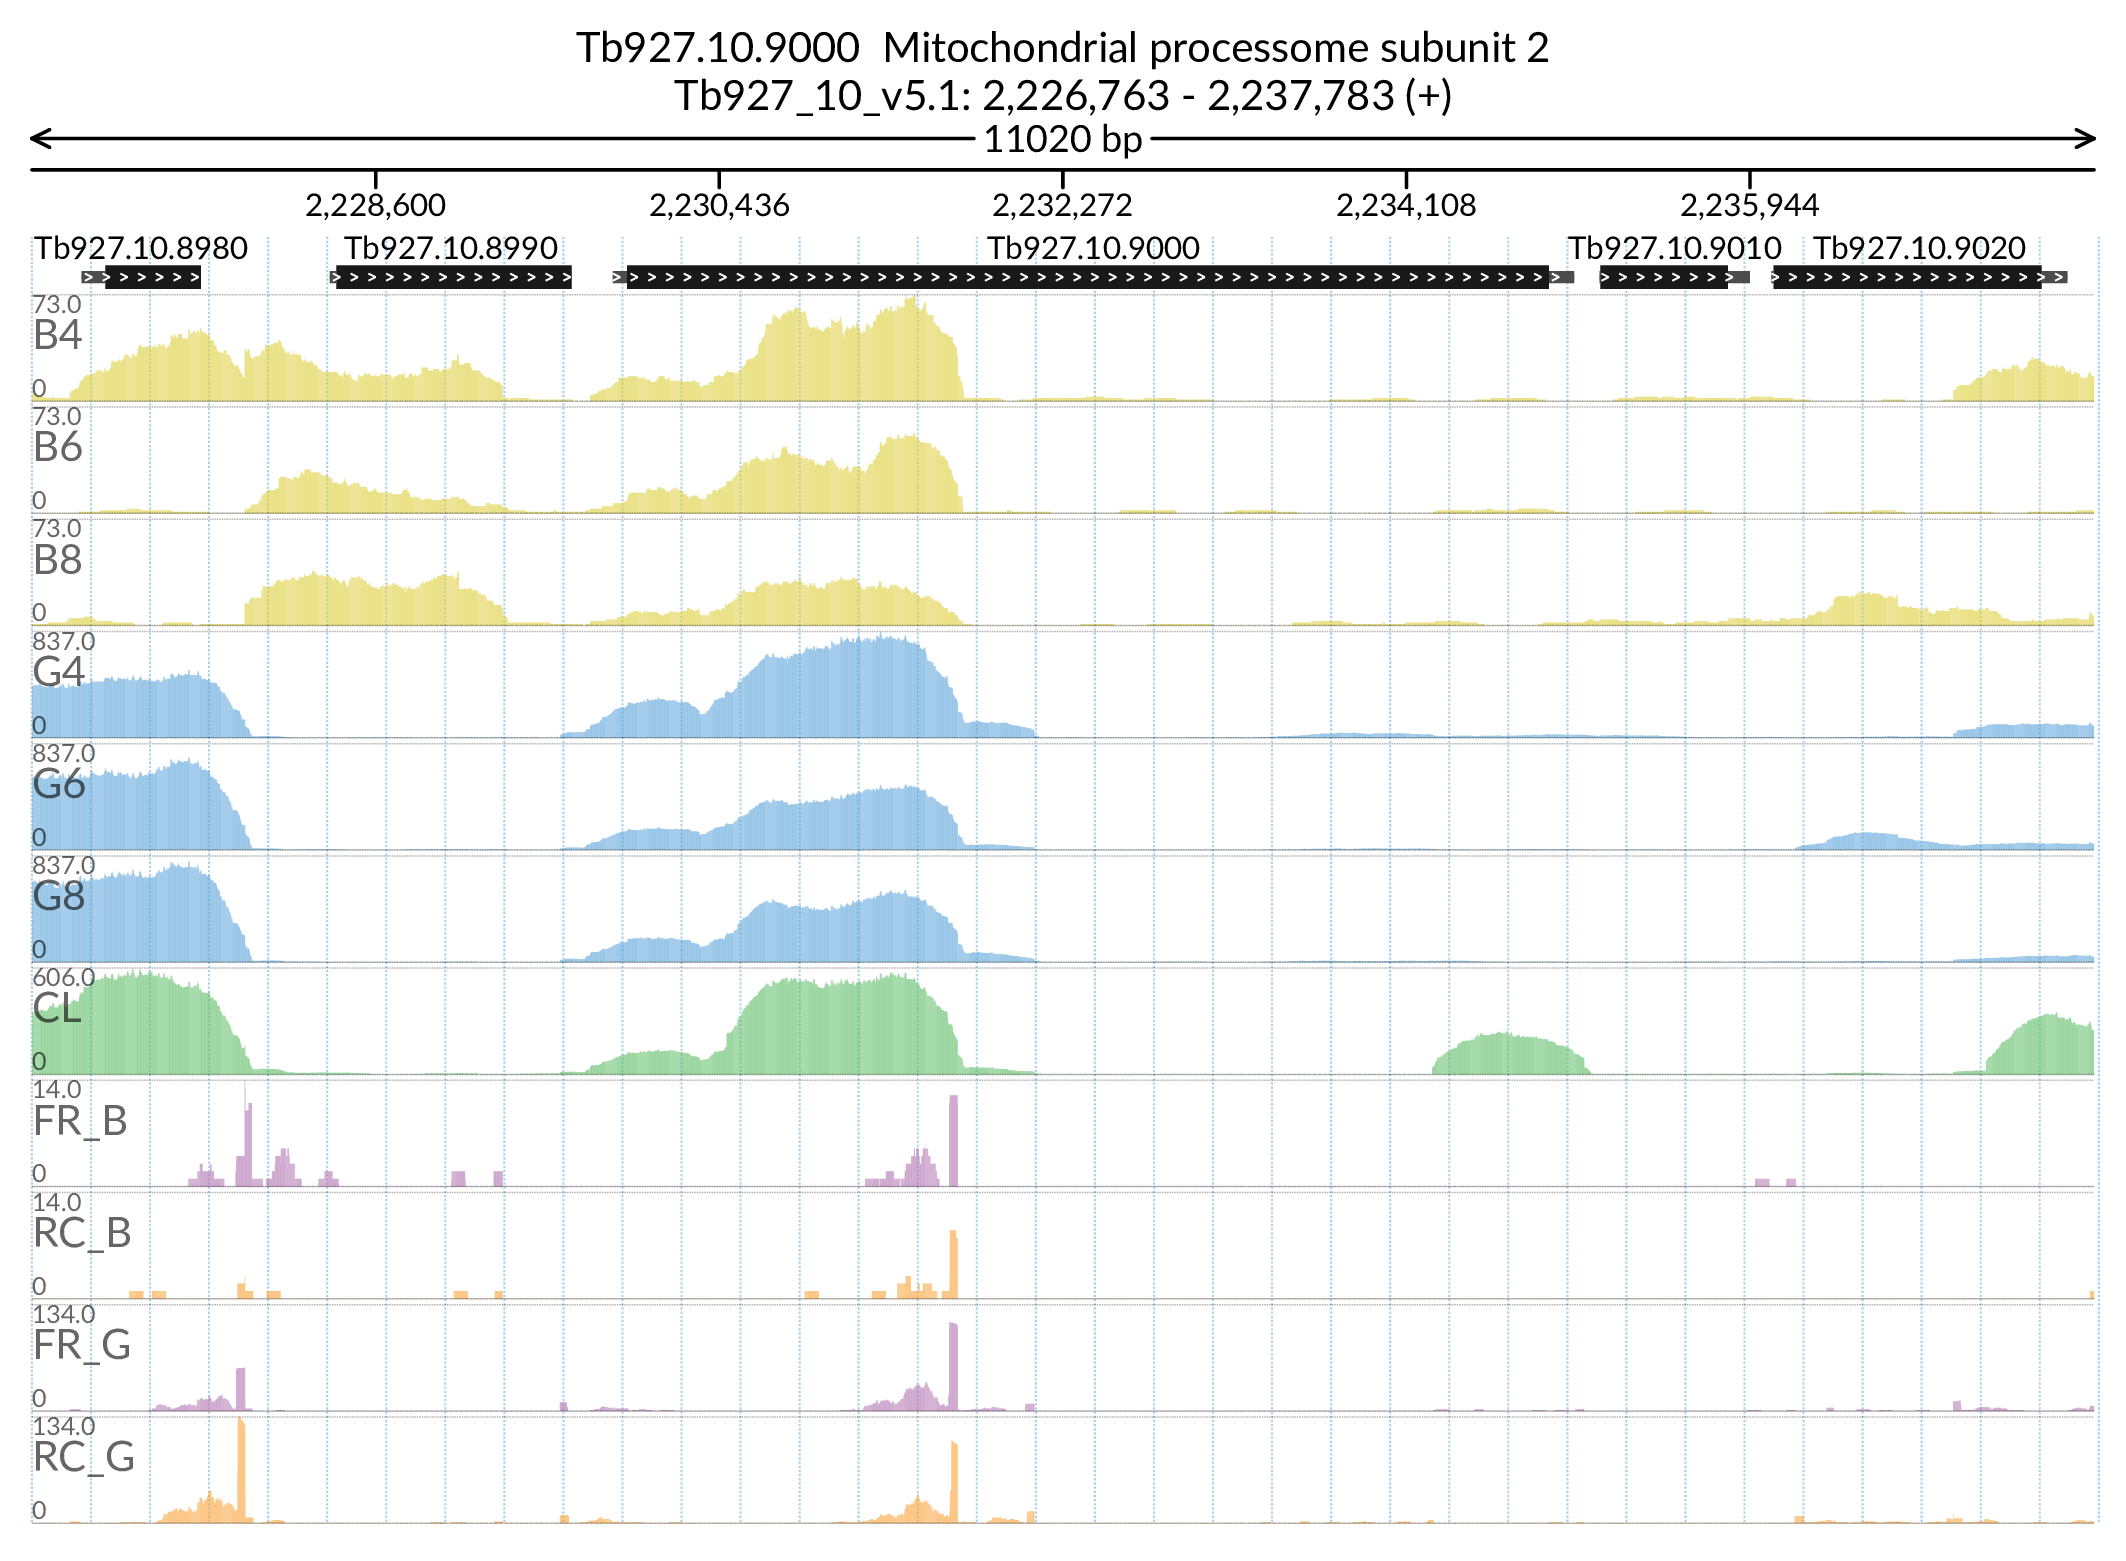 Tb927.10.9000  Mitochondrial processome subunit 2
Tb927_10_v5.1: 2,226,763 - 2,237,783 (+)
11020 bp
2,228,600 2,230,436 2,232,272 2,234,108 2,235,944
Tb927.10.8980 Tb927.10.8990 Tb927.10.9000 Tb927.10.9010 Tb927.10.9020
73.0
B4
0
73.0
B6
0
73.0
B8
0
837.0
G4
0
837.0
G6
0
837.0
G8
0
606.0
CL
0
14.0
FR_B
0
14.0
RC_B
0
134.0
FR_G
0
134.0
RC_G
0